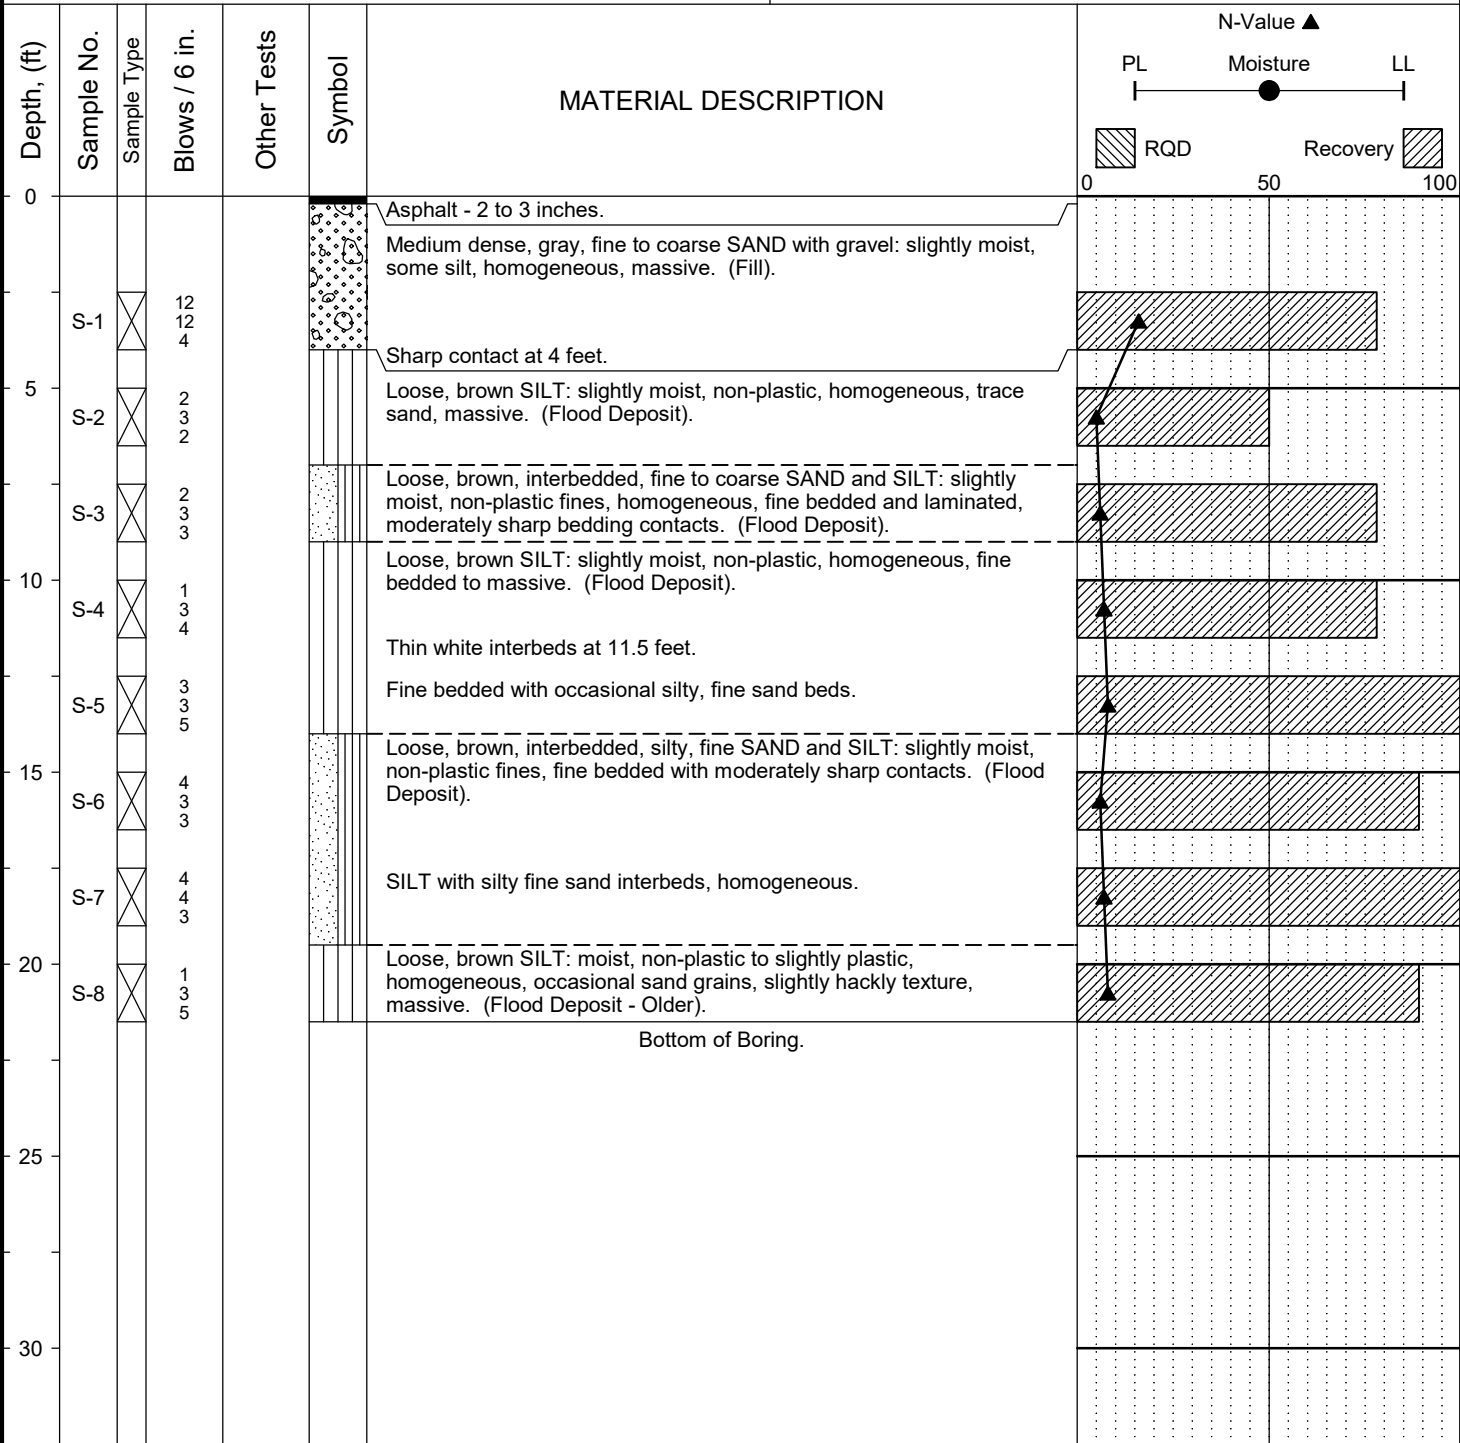 Depth, (ft)
Sample No.
Sample Type
Blows / 6 in.
Other Tests
Symbol
MATERIAL DESCRIPTION
N-Value
PL Moisture LL
RQD Recovery
0 50 100
0
Asphalt - 2 to 3 inches.
Medium dense, gray, fine to coarse SAND with gravel: slightly moist,
some silt, homogeneous, massive. (Fill).
S-1
12
12
4
Sharp contact at 4 feet.
5
Loose, brown SILT: slightly moist, non-plastic, homogeneous, trace
sand, massive. (Flood Deposit).
S-2
2
3
2
Loose, brown, interbedded, fine to coarse SAND and SILT: slightly
moist, non-plastic fines, homogeneous, fine bedded and laminated,
moderately sharp bedding contacts. (Flood Deposit).
S-3
2
3
3
Loose, brown SILT: slightly moist, non-plastic, homogeneous, fine
bedded to massive. (Flood Deposit).
10
S-4
1
3
4
Thin white interbeds at 11.5 feet.
Fine bedded with occasional silty, fine sand beds.
S-5
3
3
5
Loose, brown, interbedded, silty, fine SAND and SILT: slightly moist,
non-plastic fines, fine bedded with moderately sharp contacts. (Flood
Deposit).
15
S-6
4
3
3
SILT with silty fine sand interbeds, homogeneous.
S-7
4
4
3
20
Loose, brown SILT: moist, non-plastic to slightly plastic,
homogeneous, occasional sand grains, slightly hackly texture,
massive. (Flood Deposit - Older).
S-8
1
3
5
Bottom of Boring.
25
30